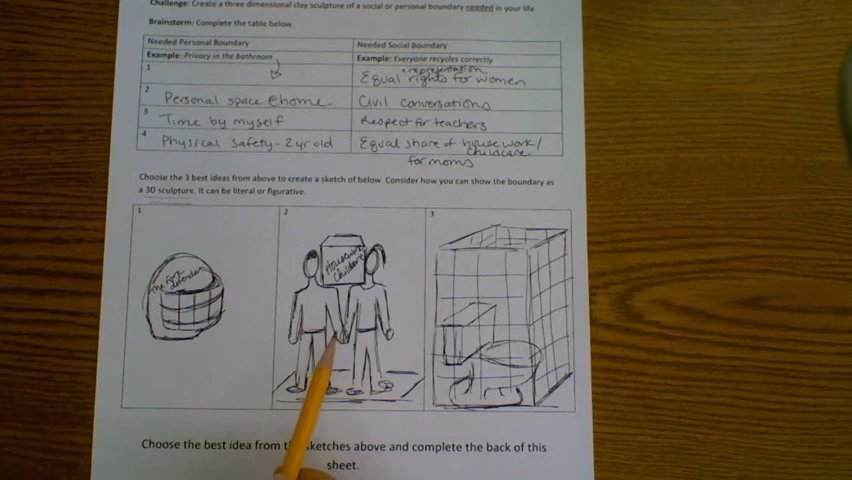 Challenge: Create a three dimensional clay sculpture of a social or personal boundary needed in your life.
Brainstorm: Complete the table below.
Needed Personal Boundary
Needed Social Boundary
Example: Privacy in the bathroom
Example: Everyone recycles correctly
1
+ representation
Equal rights for women
2
Personal space @ home
Civil conversations
3
Time by myself
Respect for teachers
4
Physical safety - 2 yr old
Equal share of housework/
childcare
for moms
Choose the 3 best ideas from above to create a sketch of below. Consider how you can show the boundary as
a 3D sculpture. It can be literal or figurative.
1
2
3
The
Housework
Childcare
Choose the best idea from the sketches above and complete the back of this
sheet.